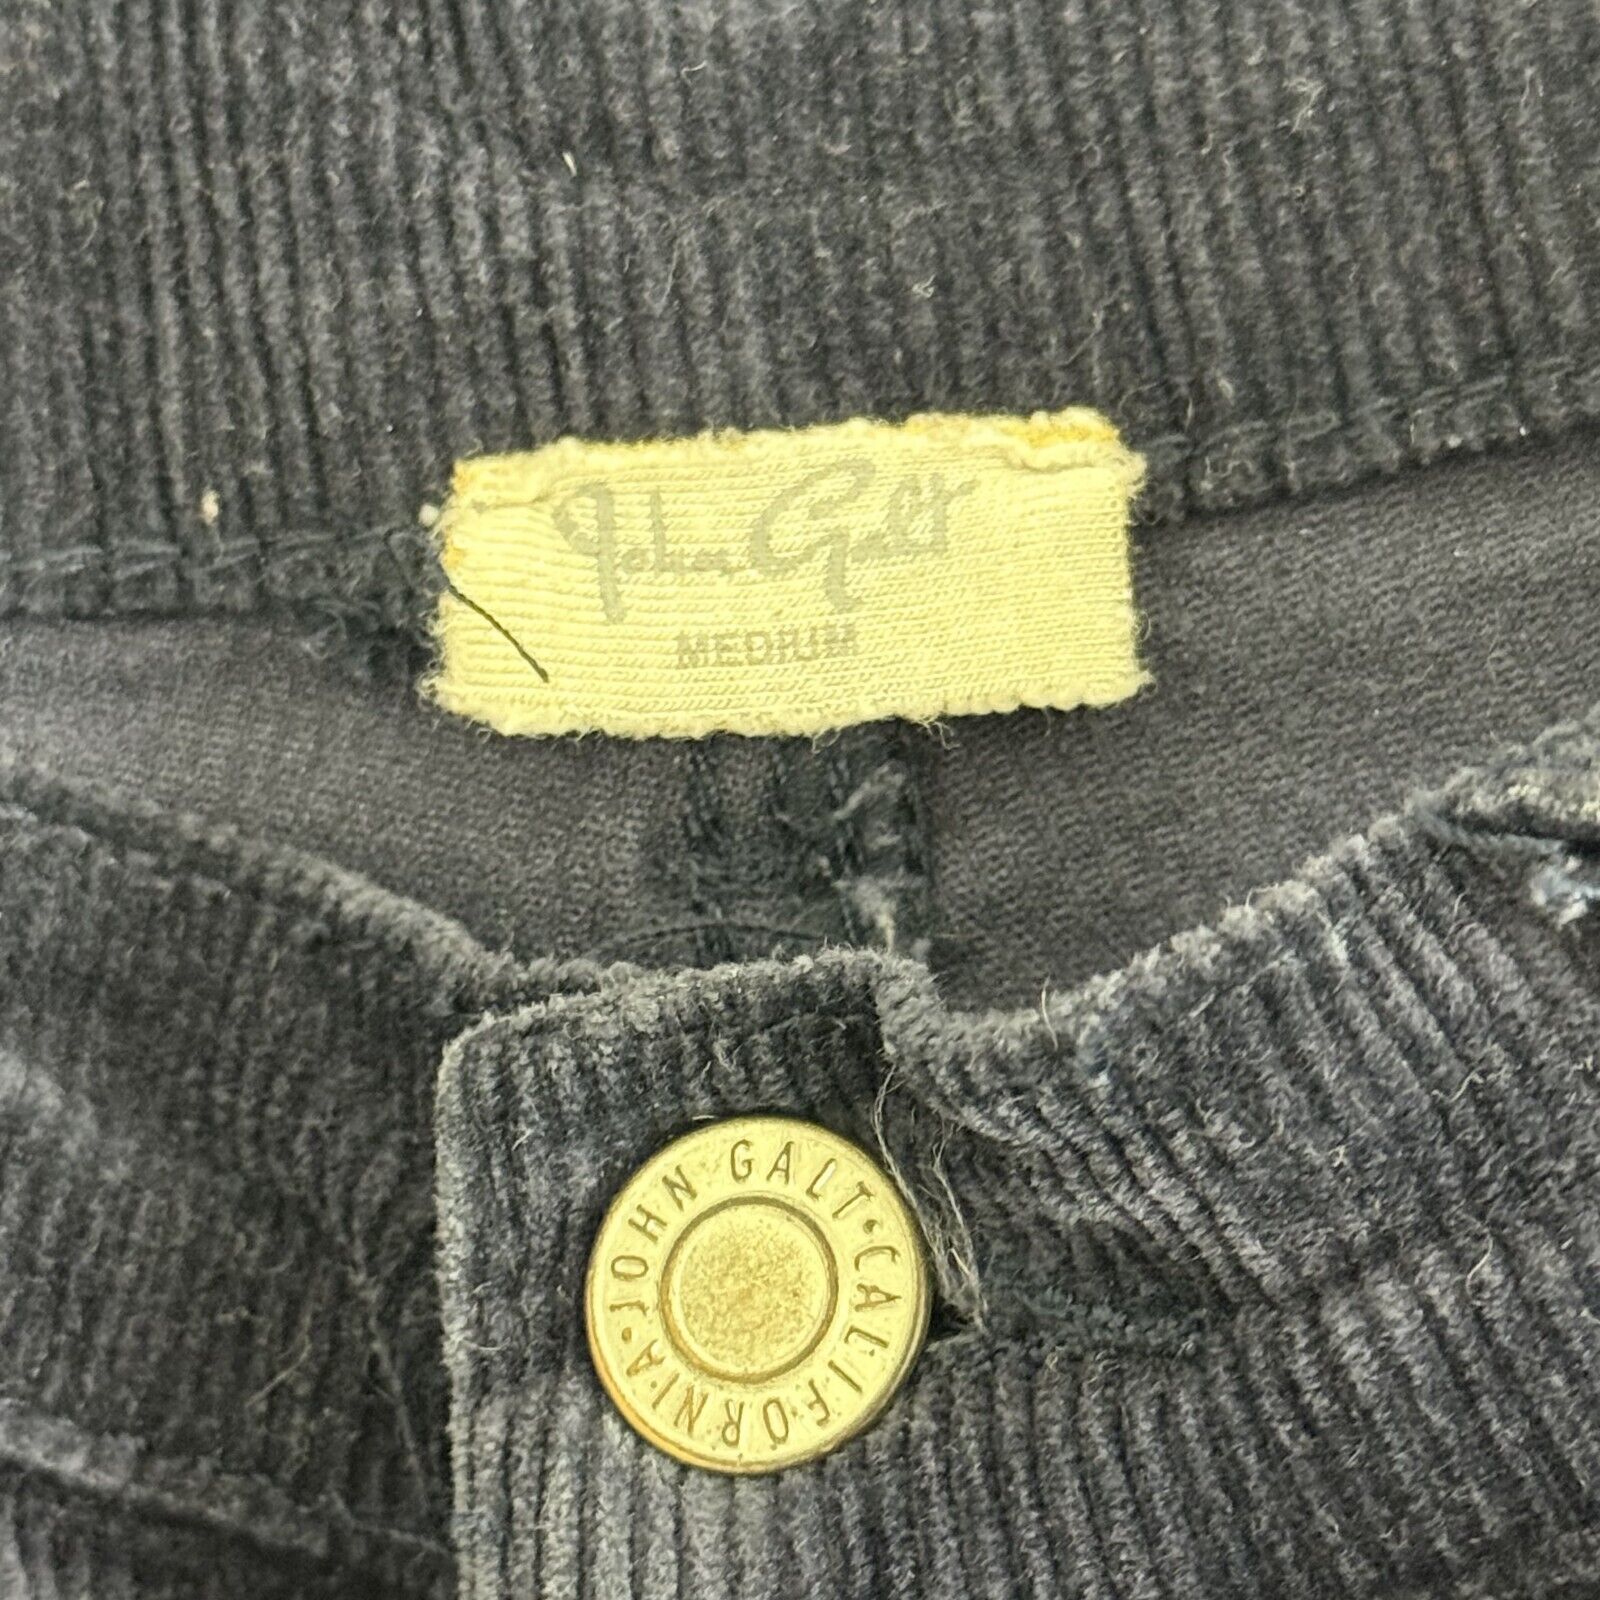 John Galt
MEDIUM
JOHN GALT • CALIFORNIA •